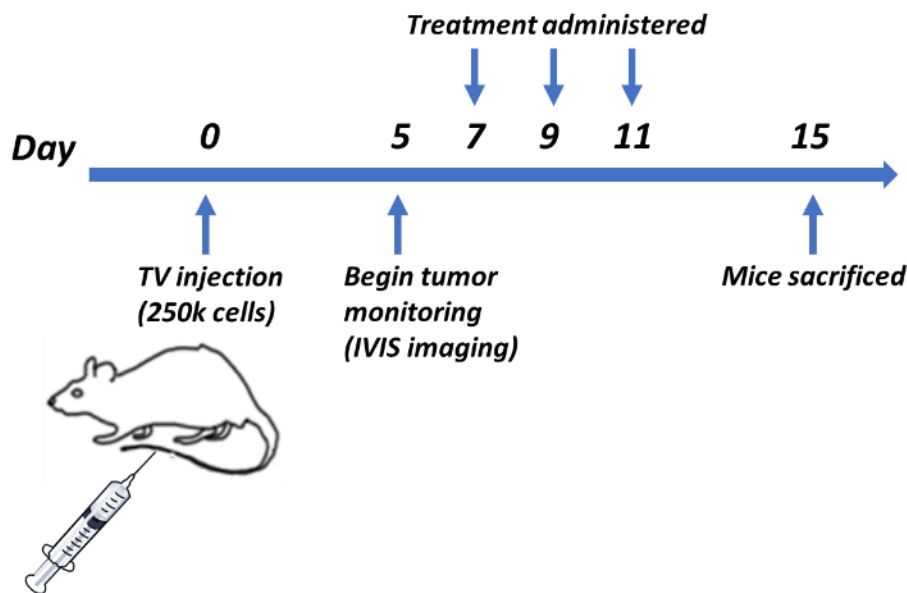 Treatment administered
Day 0 5 7 9 11 15
TV injection
(250k cells)
Begin tumor
monitoring
(IVIS imaging)
Mice sacrificed